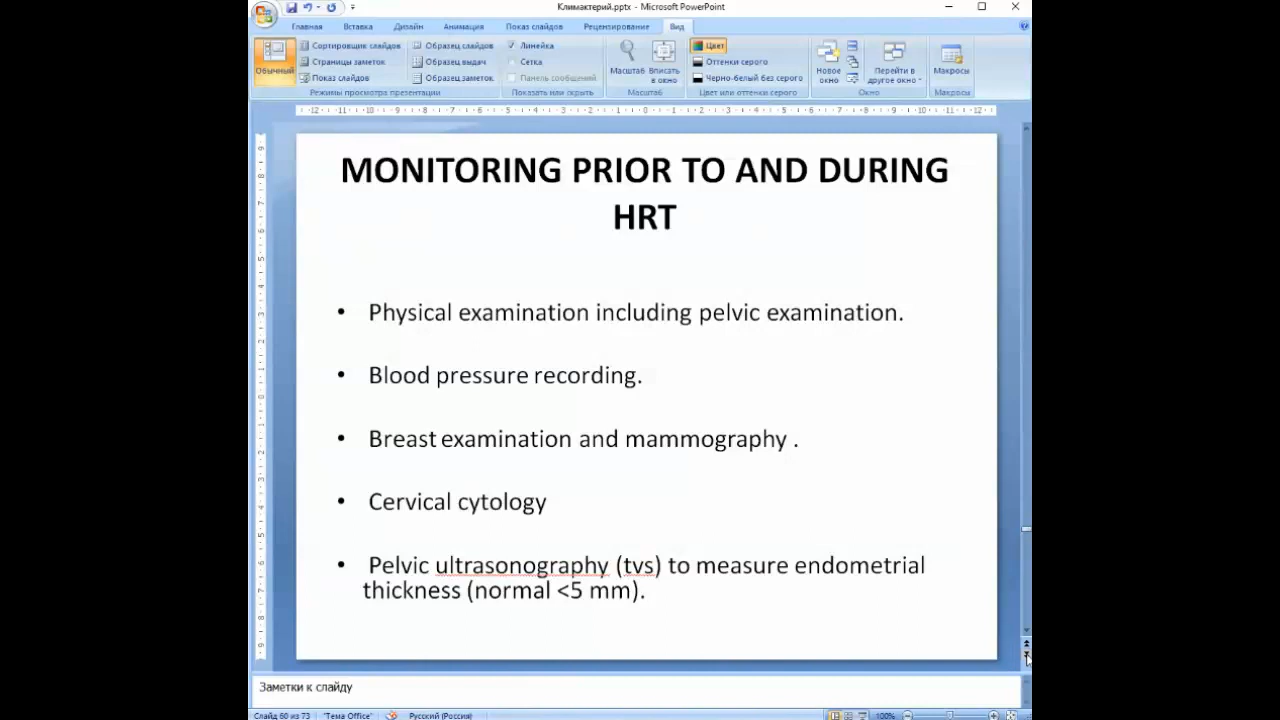 Климактерий.pptx - Microsoft PowerPoint
Главная Вставка Дизайн Анимация Показ слайдов Рецензирование Вид
Обычный
Сортировщик слайдов
Страницы заметок
Показ слайдов
Режимы просмотра презентации
Образец слайдов
Образец выдач
Образец заметок
Линейка
Сетка
Панель сообщений
Показать или скрыть
Масштаб
Вписать в окно
Масштаб
Цвет
Оттенки серого
Черно-белый без серого
Цвет или оттенки серого
Новое окно
Перейти в другое окно
Окно
Макросы
Макросы
MONITORING PRIOR TO AND DURING
HRT
• Physical examination including pelvic examination.
• Blood pressure recording.
• Breast examination and mammography .
• Cervical cytology
• Pelvic ultrasonography (tvs) to measure endometrial
thickness (normal <5 mm).
Заметки к слайду
Слайд 60 из 73 "Тема Office" Русский (Россия) 100%